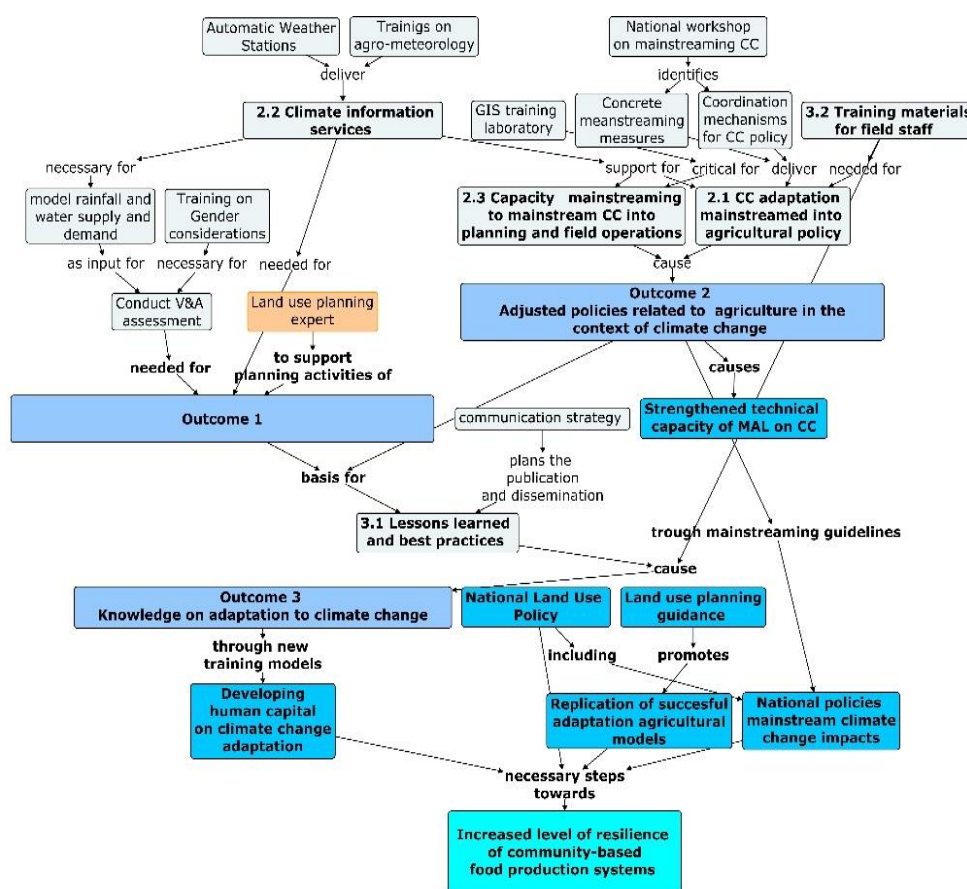 Automatic Weather
Stations
Trainigs on
agro-meteorology
National workshop
on mainstreaming CC
deliver
identifies
2.2 Climate information
services
GIS training
laboratory
Concrete
meanstreaming
measures
Coordination
mechanisms
for CC policy
3.2 Training materials
for field staff
necessary for
support for
critical for
deliver
needed for
model rainfall and
water supply and
demand
Training on
Gender
considerations
2.3 Capacity mainstreaming
to mainstream CC into
planning and field operations
2.1 CC adaptation
mainstreamed into
agricultural policy
as input for
necessary for
needed for
cause
Conduct V&A
assessment
Land use planning
expert
Outcome 2
Adjusted policies related to agriculture in the
context of climate change
needed for
to support
planning activities of
causes
Outcome 1
communication strategy
Strengthened technical
capacity of MAL on CC
basis for
plans the
publication
and dissemination
3.1 Lessons learned
and best practices
trough mainstreaming guidelines
cause
Outcome 3
Knowledge on adaptation to climate change
National Land Use
Policy
Land use planning
guidance
through new
training models
including
promotes
Developing
human capital
on climate change
adaptation
Replication of succesful
adaptation agricultural
models
National policies
mainstream climate
change impacts
necessary steps
towards
Increased level of resilience
of community-based
food production systems